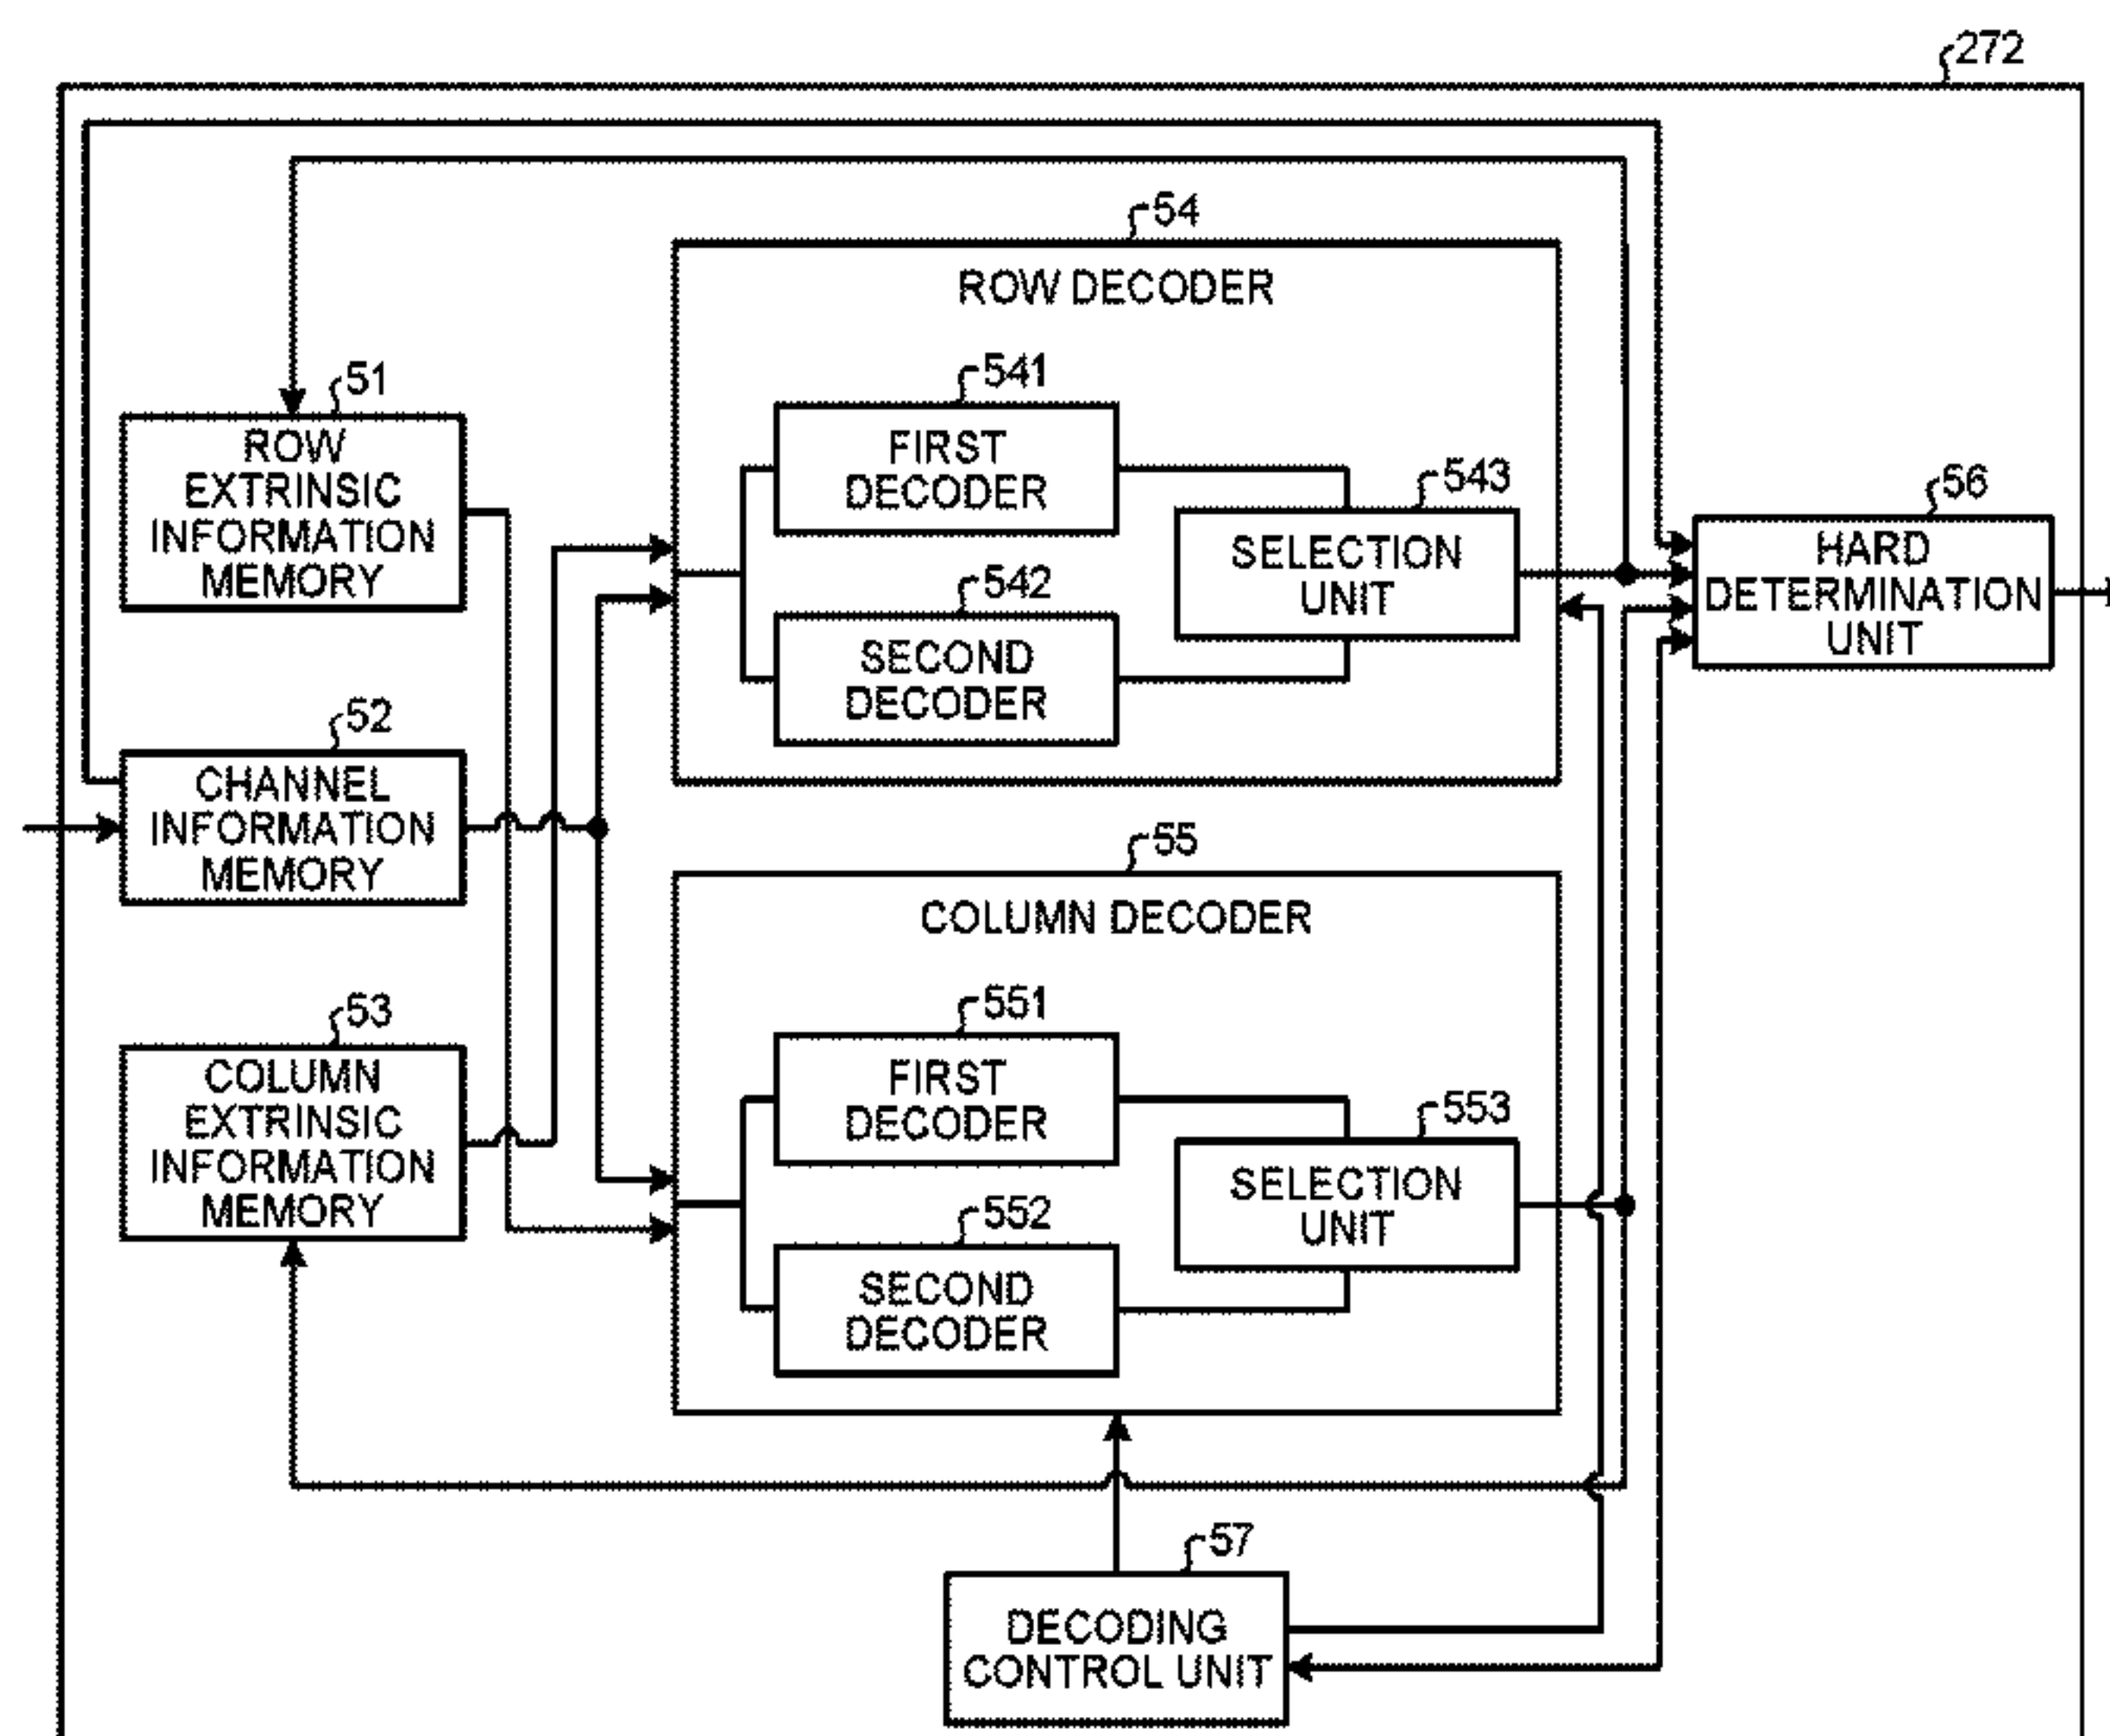 272
54
ROW DECODER
51
ROW
EXTRINSIC
INFORMATION
MEMORY
541
FIRST
DECODER
543
SELECTION
UNIT
56
HARD
DETERMINATION
UNIT
542
SECOND
DECODER
52
CHANNEL
INFORMATION
MEMORY
55
COLUMN DECODER
53
COLUMN
EXTRINSIC
INFORMATION
MEMORY
551
FIRST
DECODER
553
SELECTION
UNIT
552
SECOND
DECODER
57
DECODING
CONTROL UNIT